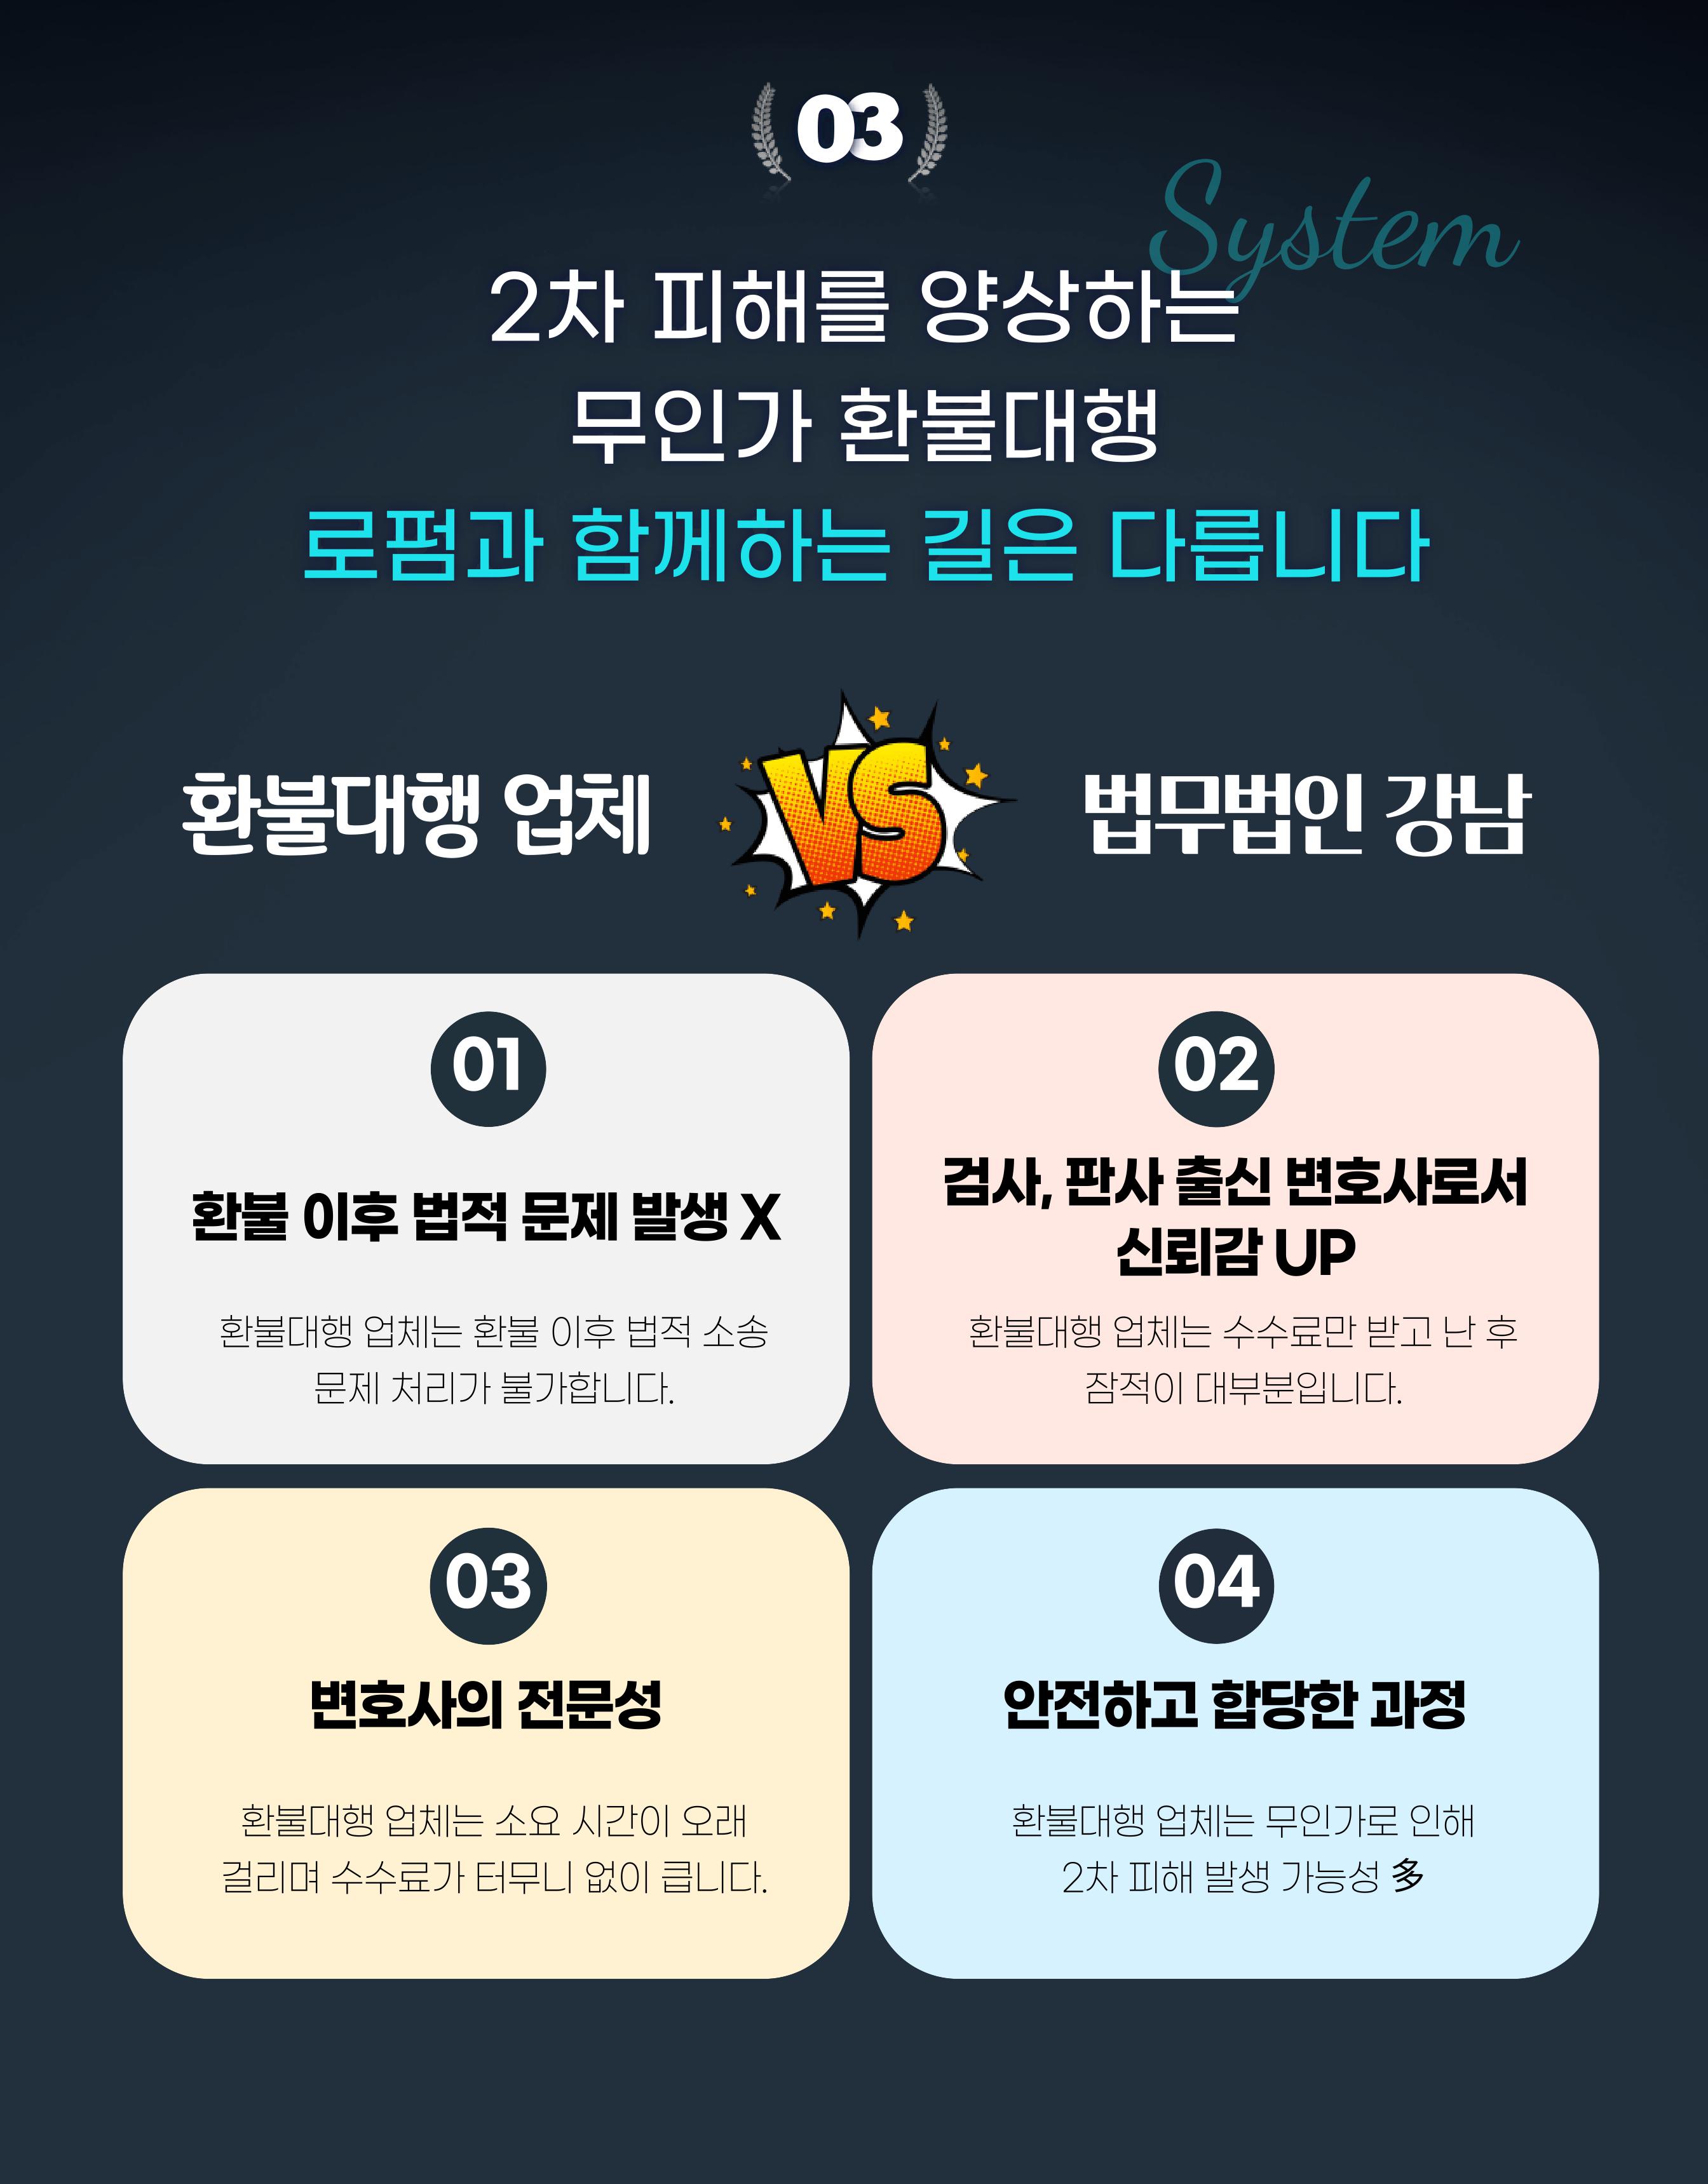 03
System
2차 피해를 양상하는
무인가 환불대행
로펌과 함께하는 길은 다릅니다
환불대행 업체
VS
법무법인 강남
01
환불 이후 법적 문제 발생 X
환불대행 업체는 환불 이후 법적 소송
문제 처리가 불가합니다.
02
검사, 판사 출신 변호사로서
신뢰감 UP
환불대행 업체는 수수료만 받고 난 후
잠적이 대부분입니다.
03
변호사의 전문성
환불대행 업체는 소요 시간이 오래
걸리며 수수료가 터무니 없이 큽니다.
04
안전하고 합당한 과정
환불대행 업체는 무인가로 인해
2차 피해 발생 가능성 多